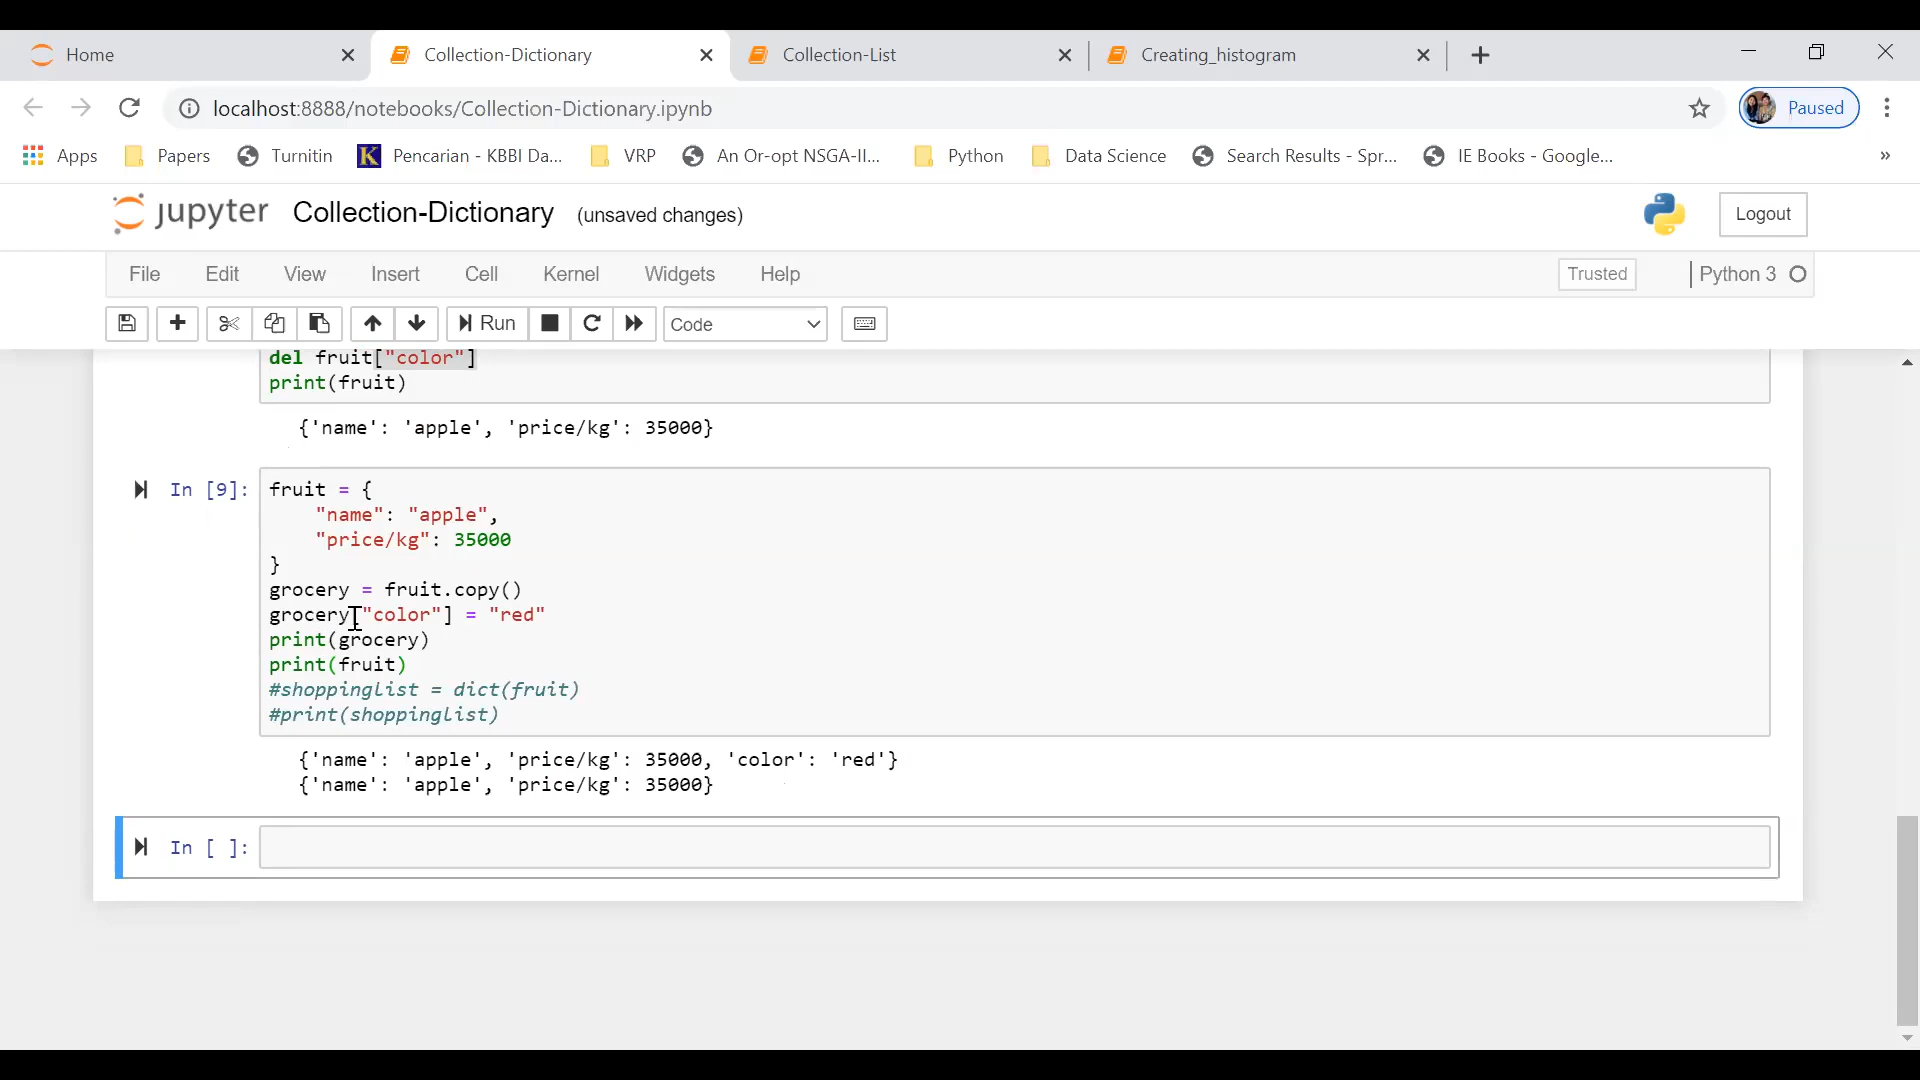 Home
Collection-Dictionary
Collection-List
Creating_histogram
localhost:8888/notebooks/Collection-Dictionary.ipynb
Paused
Apps
Papers
Turnitin
K
Pencarian - KBBI Da...
VRP
An Or-opt NSGA-II...
Python
Data Science
Search Results - Spr...
IE Books - Google...
»
jupyter Collection-Dictionary (unsaved changes)
Logout
File Edit View Insert Cell Kernel Widgets Help
Trusted
Python 3
Run
Code
del fruit["color"]
print(fruit)
{'name': 'apple', 'price/kg': 35000}
In [9]:
fruit = {
    "name": "apple",
    "price/kg": 35000
}
grocery = fruit.copy()
grocery["color"] = "red"
print(grocery)
print(fruit)
#shoppinglist = dict(fruit)
#print(shoppinglist)
{'name': 'apple', 'price/kg': 35000, 'color': 'red'}
{'name': 'apple', 'price/kg': 35000}
In [ ]: